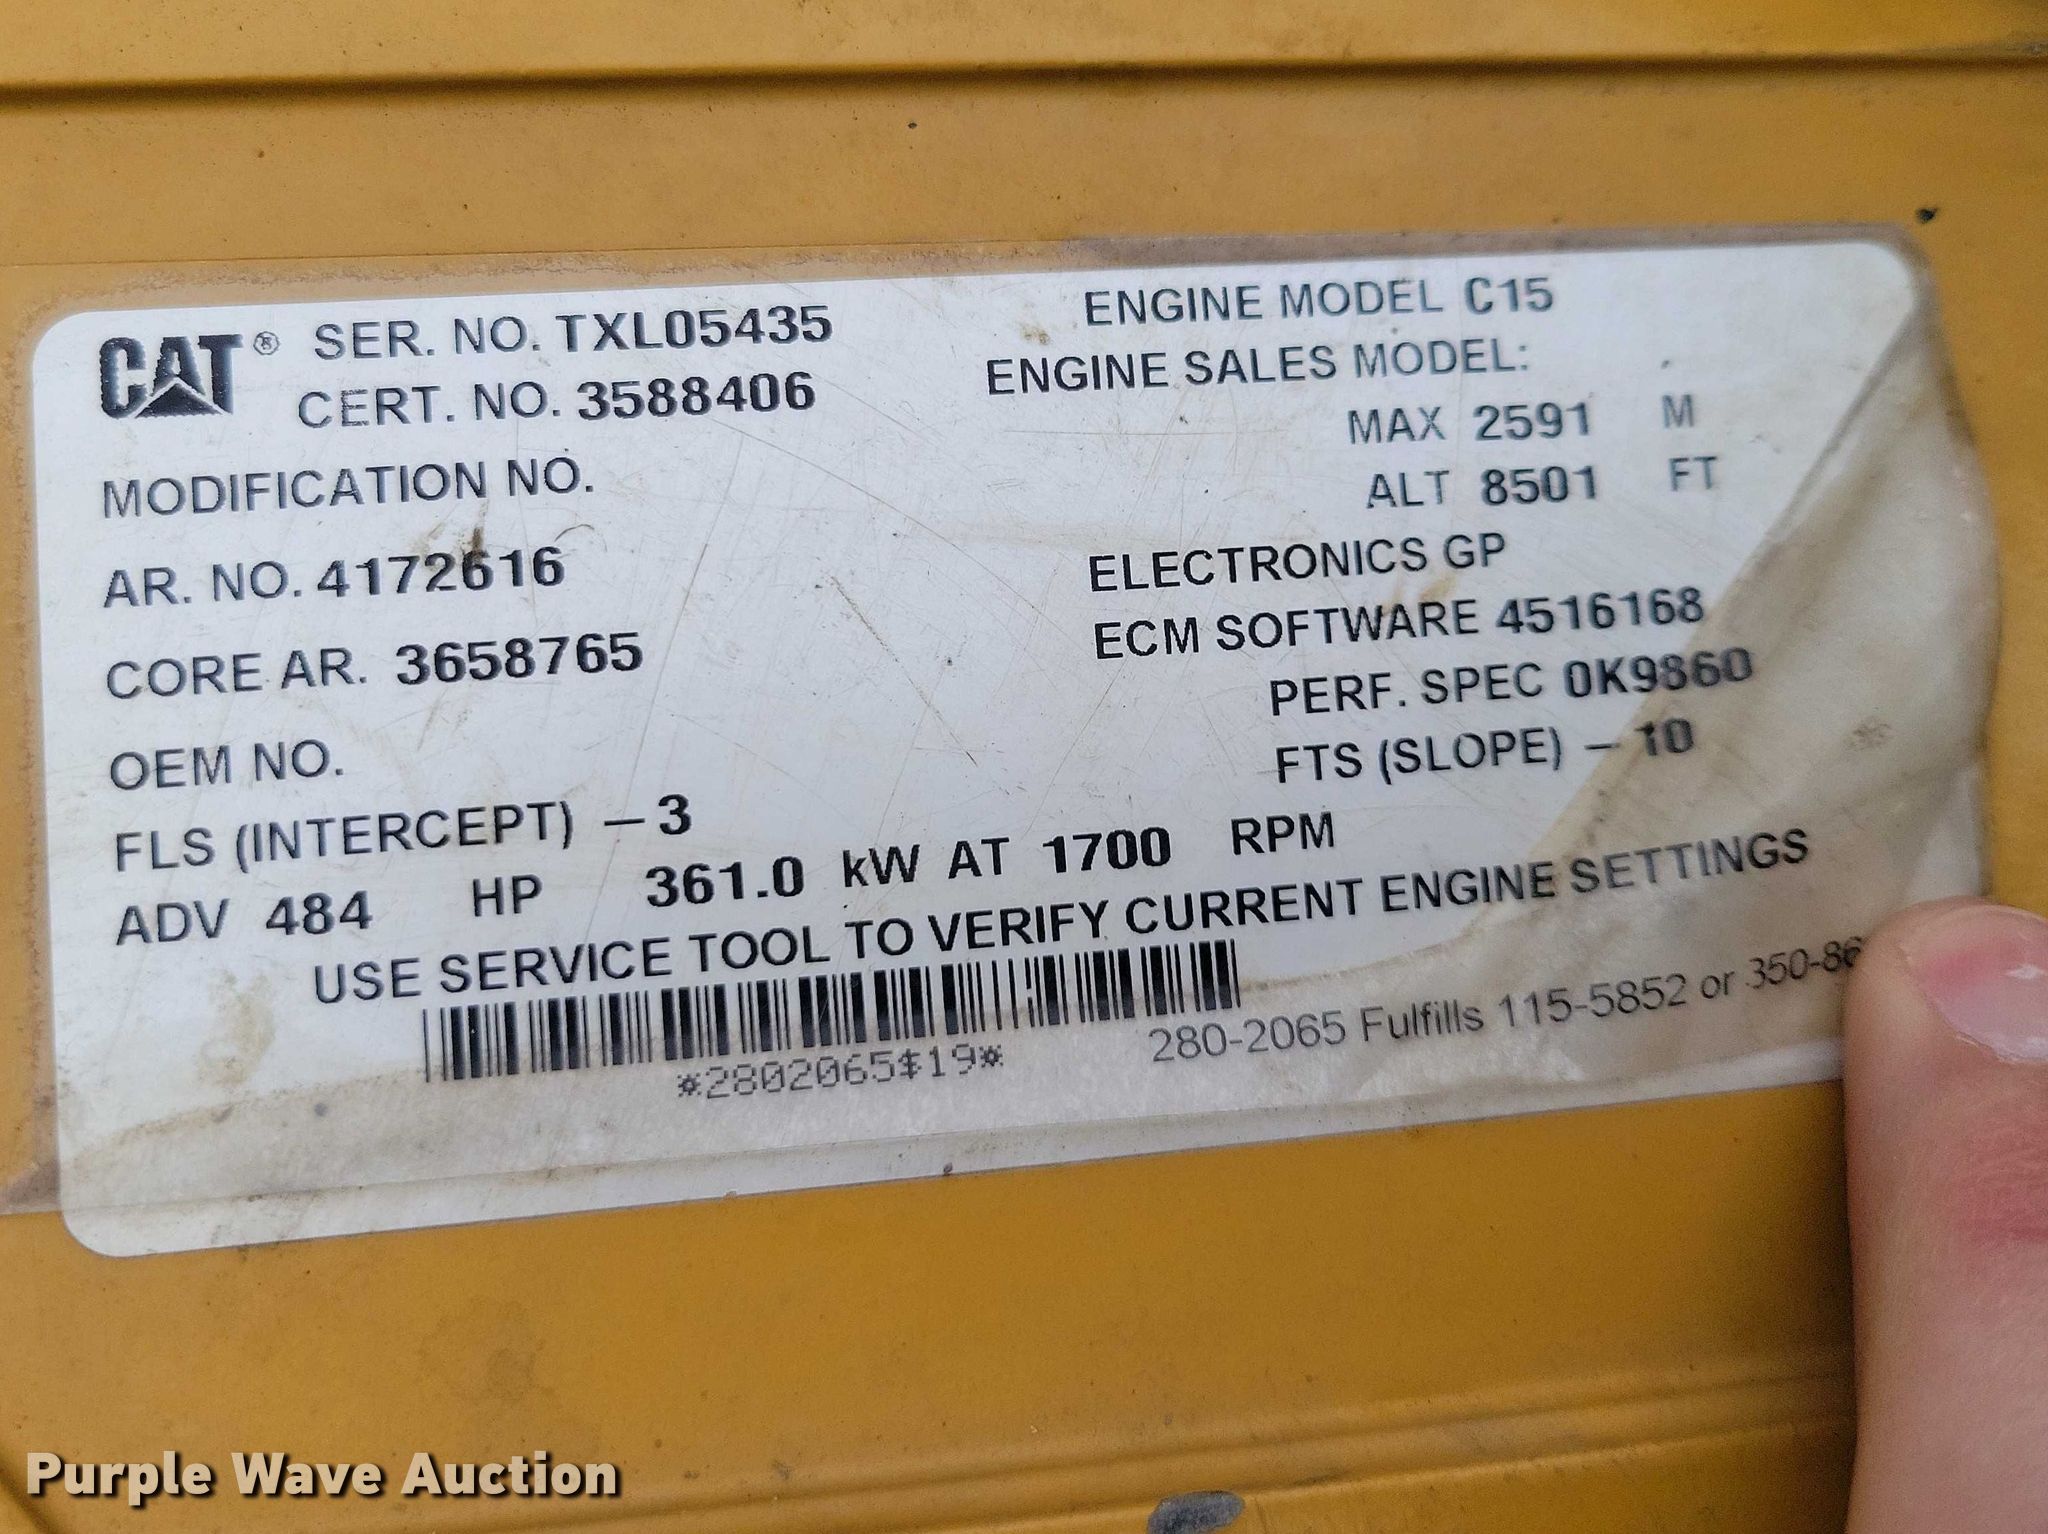 CAT® SER. NO. TXL05435
CERT. NO. 3588406
MODIFICATION NO.
AR. NO. 4172616
CORE AR. 3658765
OEM NO.
FLS (INTERCEPT) –3
ADV 484 HP 361.0 kW AT 1700 RPM
ENGINE MODEL C15
ENGINE SALES MODEL:
MAX 2591 M
ALT 8501 FT
ELECTRONICS GP
ECM SOFTWARE 4516168
PERF. SPEC 0K9860
FTS (SLOPE) –10
USE SERVICE TOOL TO VERIFY CURRENT ENGINE SETTINGS
*2802065$19*
280-2065 Fulfills 115-5852 or
Purple Wave Auction